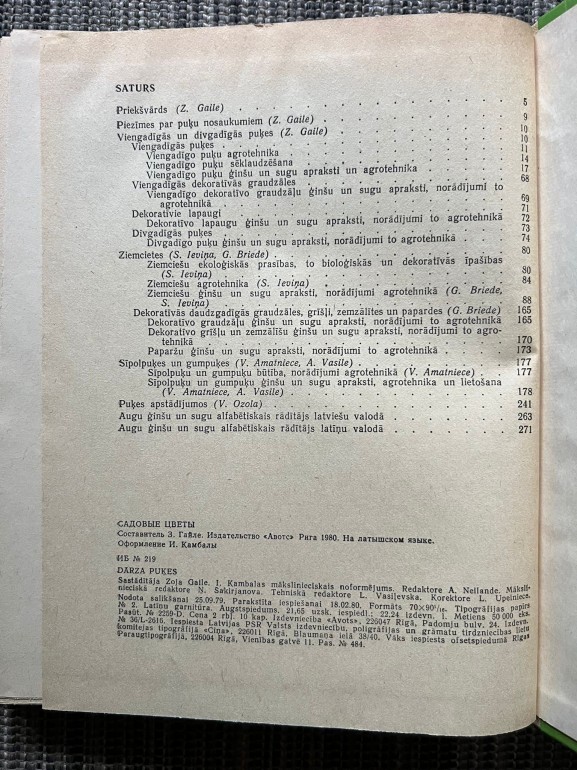 SATURS
Priekšvārds (Z. Gaile) . . . . . . . . . . . . 5
Piezīmes par puķu nosaukumiem (Z. Gaile) . . . . . . . 9
Viengadīgās un divgadīgās puķes (Z. Gaile) . . . . . . . 10
Viengadīgās puķes . . . . . . . . . . . 10
Viengadīgo puķu agrotehnika . . . . . . . . . 11
Viengadīgo puķu sēklaudzēšana . . . . . . . . 14
Viengadīgo puķu ģinšu un sugu apraksti un agrotehnika . . . . 17
Viengadīgās dekoratīvās graudzāles . . . . . . . . 68
Viengadīgo dekoratīvo graudzāļu ģinšu un sugu apraksti, norādījumi to
agrotehnikā . . . . . . . . . . . 69
Dekoratīvie lapaugi . . . . . . . . . . . 71
Dekoratīvo lapaugu ģinšu un sugu apraksti, norādījumi to agrotehnikā 72
Divgadīgās puķes . . . . . . . . . . . 73
Divgadīgo puķu ģinšu un sugu apraksti, norādījumi to agrotehnikā . 74
Ziemcietes (S. Ieviņa, G. Briede) . . . . . . . . . 80
Ziemciešu ekoloģiskās prasības, to bioloģiskās un dekoratīvās īpašības
(S. Ieviņa) . . . . . . . . . . . 80
Ziemciešu agrotehnika (S. Ieviņa) . . . . . . . . 84
Ziemciešu ģinšu un sugu apraksti, norādījumi agrotehnikā (G. Briede,
S. Ieviņa) . . . . . . . . . . . 88
Dekoratīvās daudzgadīgās graudzāles, grīšļi, zemzālītes un papardes (G. Briede) 165
Dekoratīvo graudzāļu ģinšu un sugu apraksti, norādījumi to agrotehnikā 165
Dekoratīvo grīšļu un zemzālīšu ģinšu un sugu apraksti, norādījumi to agro-
tehnikā . . . . . . . . . . . . 170
Paparžu ģinšu un sugu apraksti, norādījumi to agrotehnikā . . . 173
Sīpolpuķes un gumpuķes (V. Amatniece, A. Vasile) . . . . . . 177
Sīpolpuķu un gumpuķu būtība, norādījumi agrotehnikā (V. Amatniece) . 177
Sīpolpuķu un gumpuķu ģinšu un sugu apraksti, agrotehnika un lietošana
(V. Amatniece, A. Vasile) . . . . . . . . . 178
Puķes apstādījumos (V. Ozola) . . . . . . . . . . 241
Augu ģinšu un sugu alfabētiskais rādītājs latviešu valodā . . . . . 263
Augu ģinšu un sugu alfabētiskais rādītājs latīņu valodā . . . . . 271
САДОВЫЕ ЦВЕТЫ
Составитель З. Гайле. Издательство «Авотс» Рига 1980. На латышском языке.
Оформление И. Камбалы
ИБ № 219
DĀRZA PUĶES
Sastādītāja Zoļa Gaile. I. Kambalas mākslinieciskais noformējums. Redaktore A. Neilande. Māksli-
nieciskā redaktore N. Šakirjanova. Tehniskā redaktore L. Vasiļevska. Korektore L. Upelniece.
Nodota salikšanai 25.09.79. Parakstīta iespiešanai 18.02.80. Formāts 70×90¹/₁₆. Tipogrāfijas papīrs
№ 2. Latīņu garnitūra. Augstspiedums. 21,65 uzsk. iespiedl.; 22,24 izdevn. l. Metiens 50 000 eks.
Pasūt. № 2259-D. Cena 2 rbļ. 10 kap. Izdevniecība «Avots», 226047 Rīgā, Padomju bulv. 24. Izdevn.
№ 36/L-2616. Iespiesta Latvijas PSR Valsts izdevniecību, poligrāfijas un grāmatu tirdzniecības lietu
komitejas tipogrāfijā «Cīņa», 226011 Rīgā, Blaumaņa ielā 38/40. Vāks iespiests ofsetspiedumā Rīgas
Paraugtipogrāfijā, 226004 Rīgā, Vienības gatvē 11. Pas. № 484.